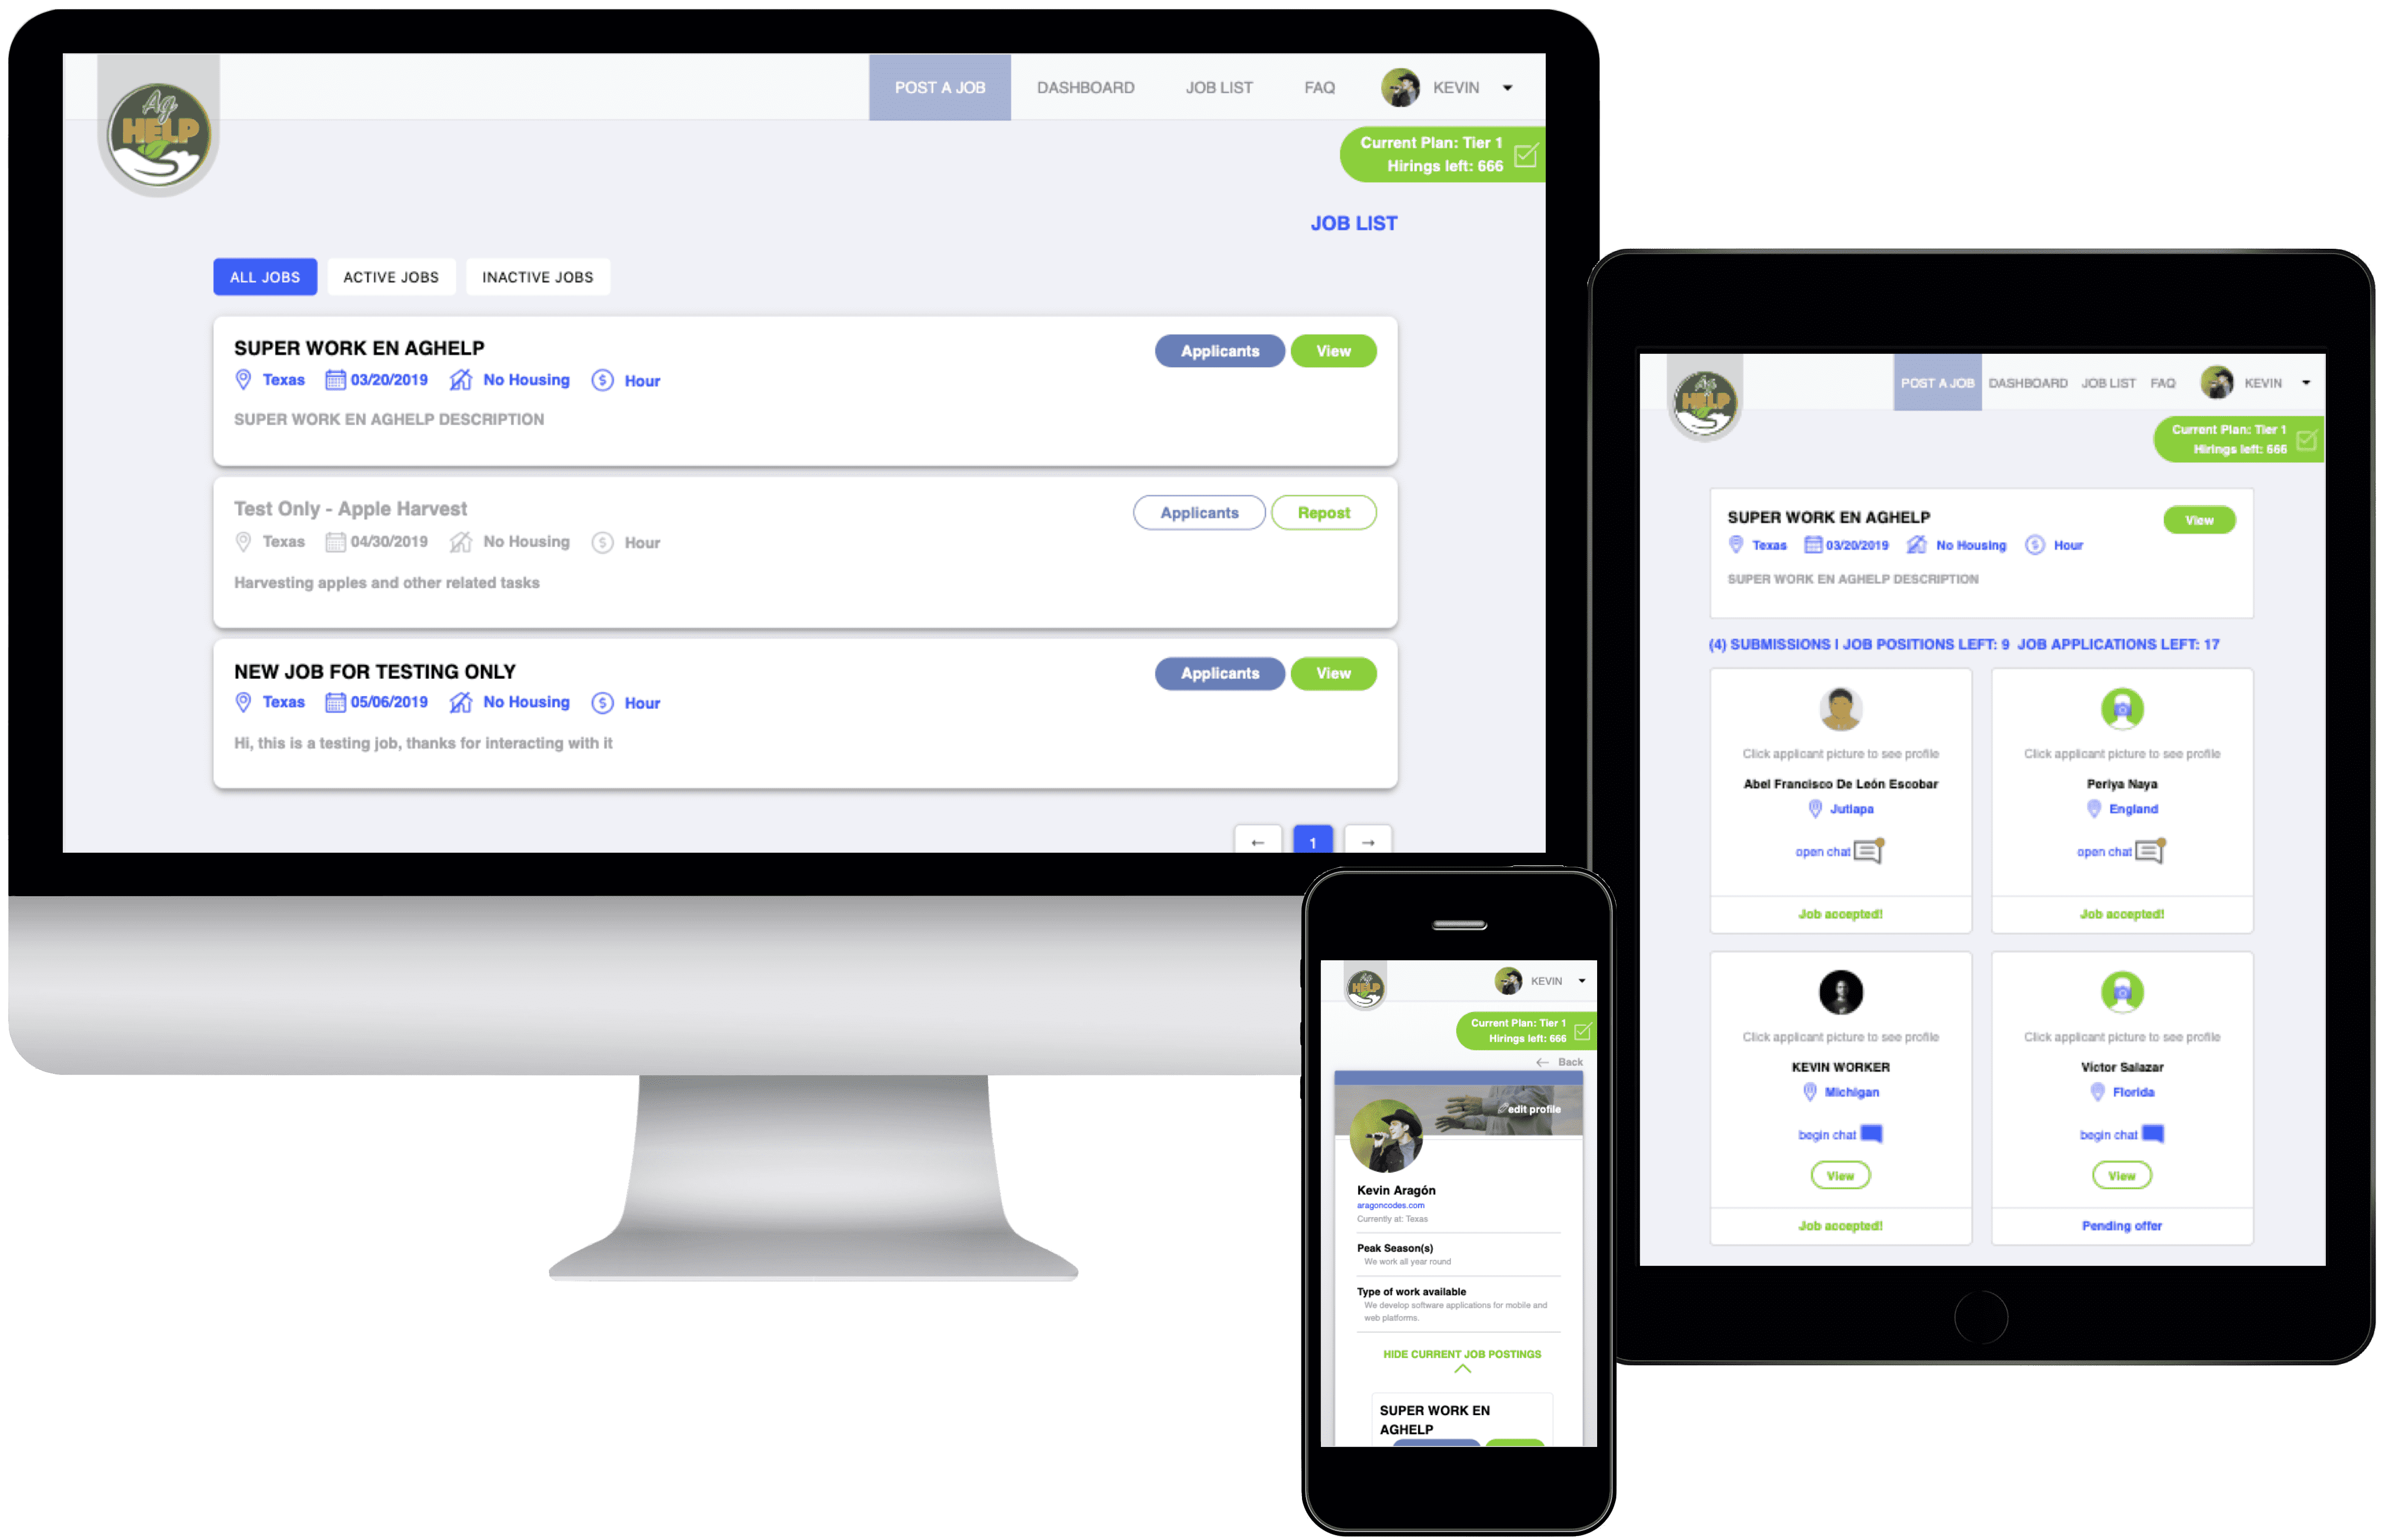 Ag
HELP
POST A JOB DASHBOARD JOB LIST FAQ KEVIN
Current Plan: Tier 1
Hirings left: 666
JOB LIST
ALL JOBS ACTIVE JOBS INACTIVE JOBS
SUPER WORK EN AGHELP Applicants View
Texas 03/20/2019 No Housing $ Hour
SUPER WORK EN AGHELP DESCRIPTION
Test Only - Apple Harvest Applicants Repost
Texas 04/30/2019 No Housing $ Hour
Harvesting apples and other related tasks
NEW JOB FOR TESTING ONLY Applicants View
Texas 05/06/2019 No Housing $ Hour
Hi, this is a testing job, thanks for interacting with it
← 1 →
Ag
HELP
POST A JOB DASHBOARD JOB LIST FAQ KEVIN
Current Plan: Tier 1
Hirings left: 666
SUPER WORK EN AGHELP View
Texas 03/20/2019 No Housing $ Hour
SUPER WORK EN AGHELP DESCRIPTION
(4) SUBMISSIONS | JOB POSITIONS LEFT: 9 JOB APPLICATIONS LEFT: 17
Click applicant picture to see profile Click applicant picture to see profile
Abel Francisco De León Escobar Periya Naya
Jutiapa England
open chat open chat
Job accepted! Job accepted!
Click applicant picture to see profile Click applicant picture to see profile
KEVIN WORKER Víctor Salazar
Michigan Florida
begin chat begin chat
View View
Job accepted! Pending offer
Ag
HELP
KEVIN
Current Plan: Tier 1
Hirings left: 666
← Back
edit profile
Kevin Aragón
aragoncodes.com
Currently at: Texas
Peak Season(s)
We work all year round
Type of work available
We develop software applications for mobile and
web platforms.
HIDE CURRENT JOB POSTINGS
SUPER WORK EN
AGHELP